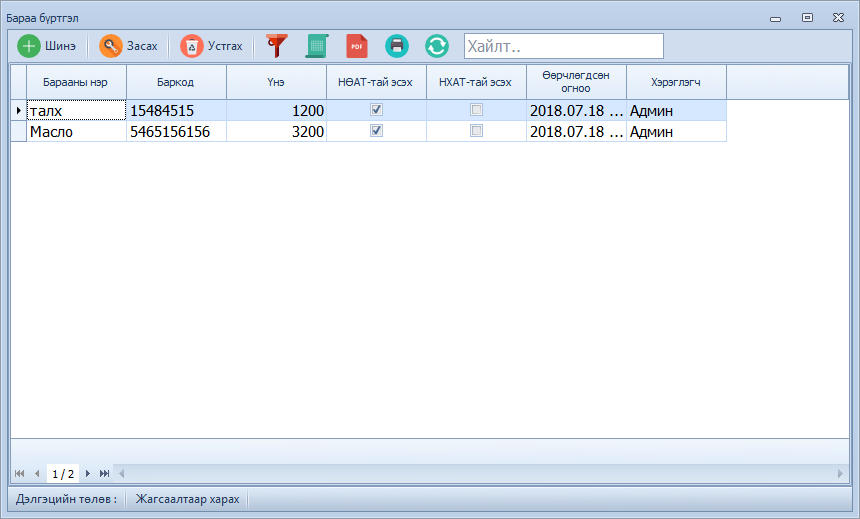 Бараа бүртгэл
Шинэ Засах Устгах PDF Хайлт..
Барааны нэр Баркод Үнэ НӨАТ-тай эсэх НХАТ-тай эсэх Өөрчлөгдсөн огноо Хэрэглэгч
талх 15484515 1200 2018.07.18 ... Админ
Масло 5465156156 3200 2018.07.18 ... Админ
1 / 2
Дэлгэцийн төлөв : Жагсаалтаар харах